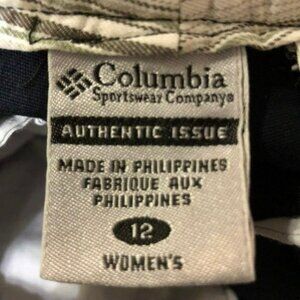 Columbia
Sportswear Company®
AUTHENTIC ISSUE
MADE IN PHILIPPINES
FABRIQUE AUX
PHILIPPINES
12
WOMEN'S